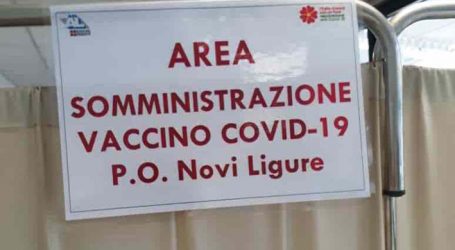 AREA
SOMMINISTRAZIONE
VACCINO COVID-19
P.O. Novi Ligure